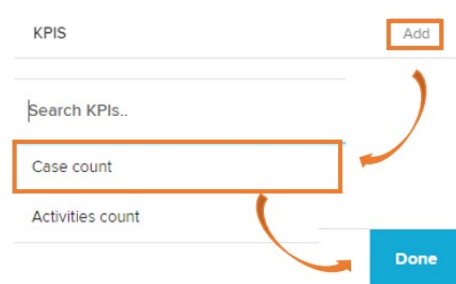 KPIS Add
Search KPIs..
Case count
Activities count
Done